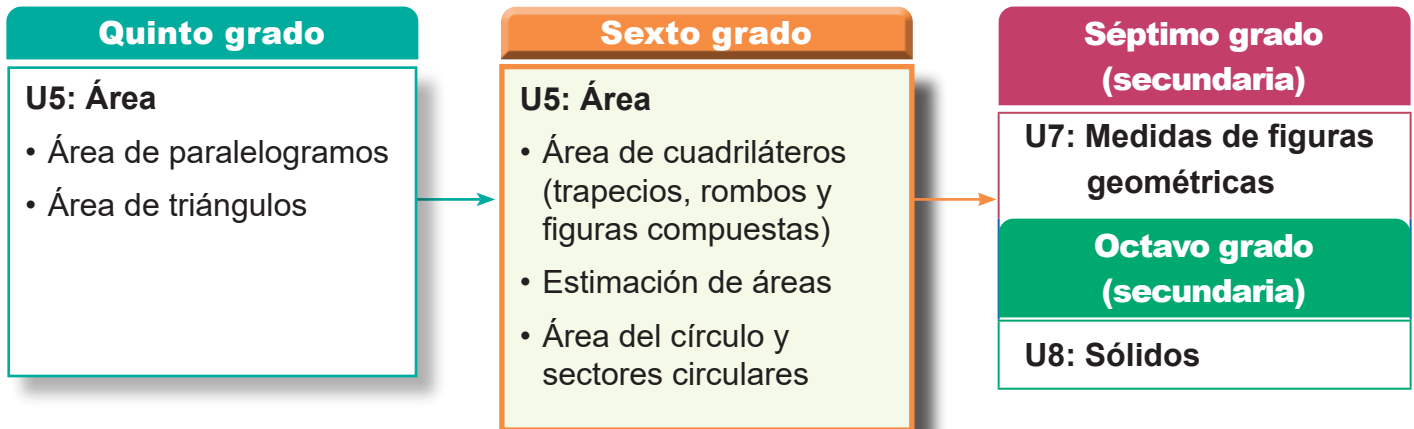 Quinto grado
U5: Área
• Área de paralelogramos
• Área de triángulos
Sexto grado
U5: Área
• Área de cuadriláteros
(trapecios, rombos y
figuras compuestas)
• Estimación de áreas
• Área del círculo y
sectores circulares
Séptimo grado
(secundaria)
U7: Medidas de figuras
geométricas
Octavo grado
(secundaria)
U8: Sólidos